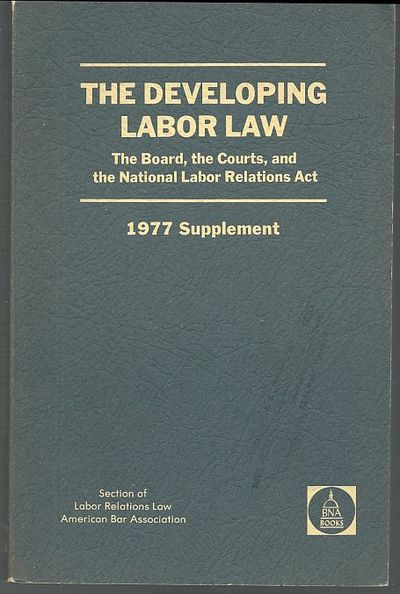 THE DEVELOPING
LABOR LAW
The Board, the Courts, and
the National Labor Relations Act
1977 Supplement
Section of
Labor Relations Law
American Bar Association
BNA
BOOKS